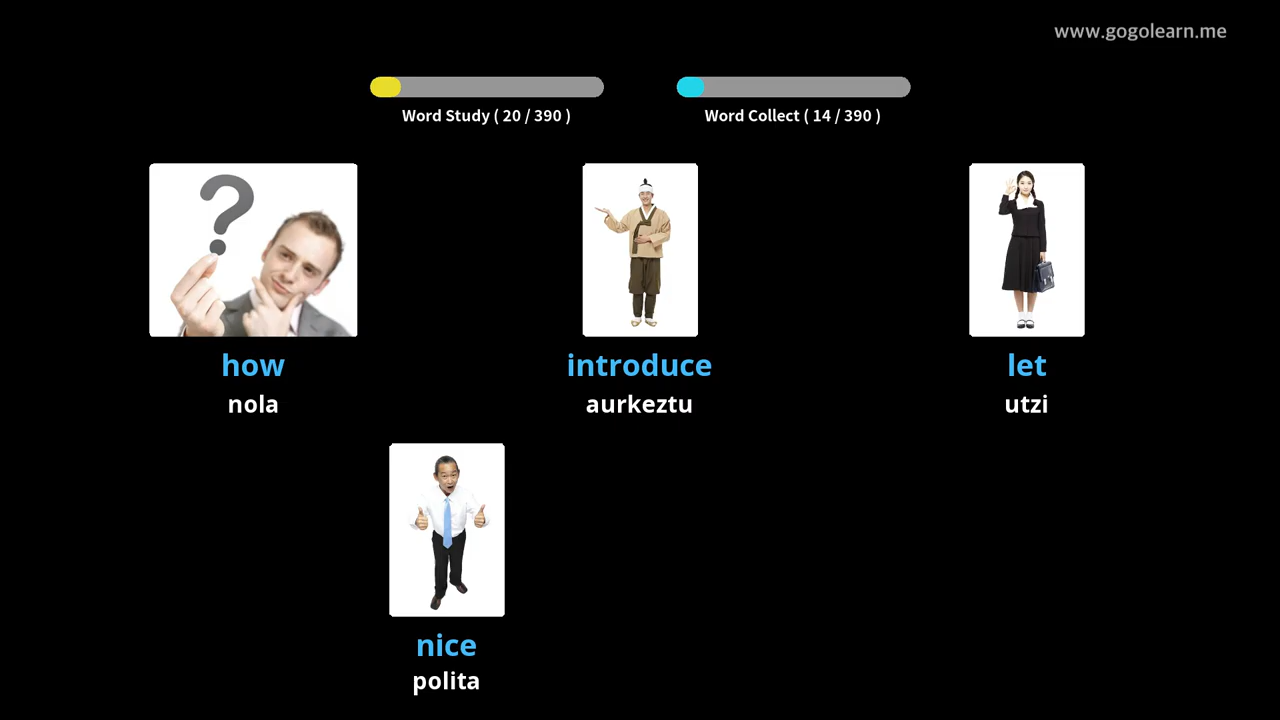 www.gogolearn.me
Word Study ( 20 / 390 )
Word Collect ( 14 / 390 )
how
introduce
let
nola
aurkeztu
utzi
nice
polita